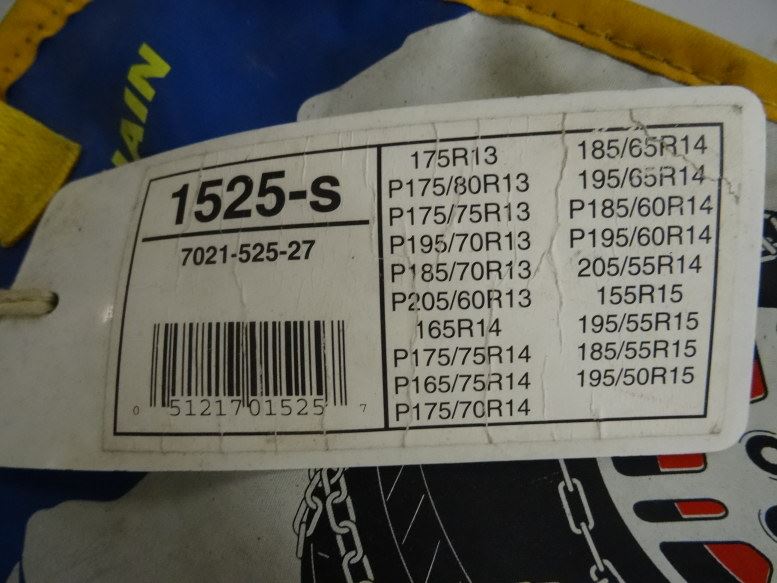 HAIN
1525-S
7021-525-27
0 51217 01525 7
175R13
P175/80R13
P175/75R13
P195/70R13
P185/70R13
P205/60R13
165R14
P175/75R14
P165/75R14
P175/70R14
185/65R14
195/65R14
P185/60R14
P195/60R14
205/55R14
155R15
195/55R15
185/55R15
195/50R15